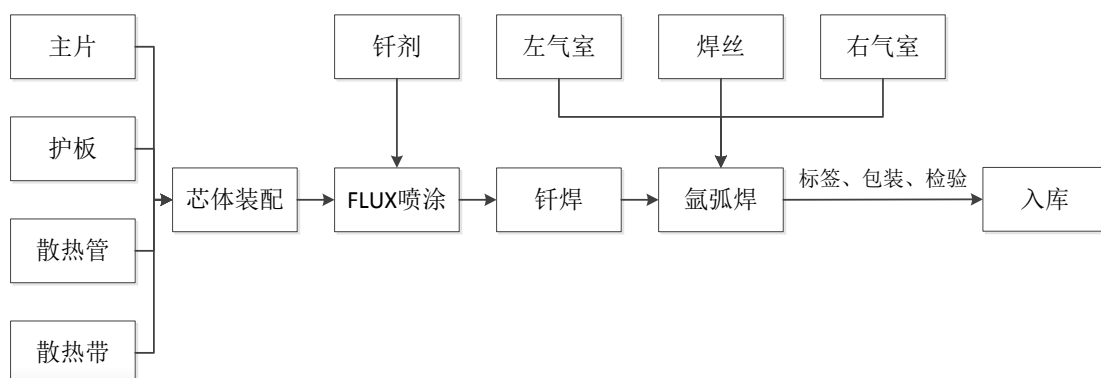 主片
钎剂
左气室
焊丝
右气室
护板
芯体装配
FLUX喷涂
钎焊
氩弧焊
标签、包装、检验
入库
散热管
散热带